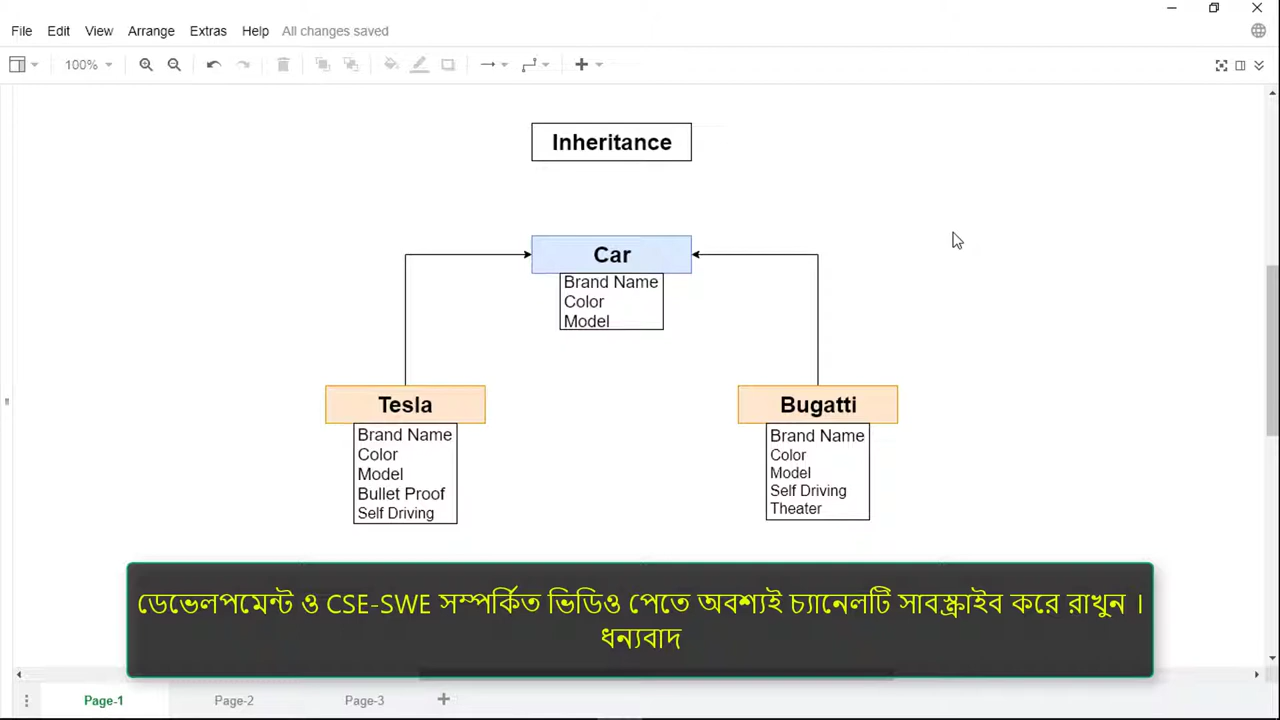 File Edit View Arrange Extras Help All changes saved
100%
Inheritance
Car
Brand Name
Color
Model
Tesla
Brand Name
Color
Model
Bullet Proof
Self Driving
Bugatti
Brand Name
Color
Model
Self Driving
Theater
ডেভেলপমেন্ট ও CSE-SWE সম্পর্কিত ভিডিও পেতে অবশ্যই চ্যানেলটি সাবস্ক্রাইব করে রাখুন ।
ধন্যবাদ
Page-1 Page-2 Page-3